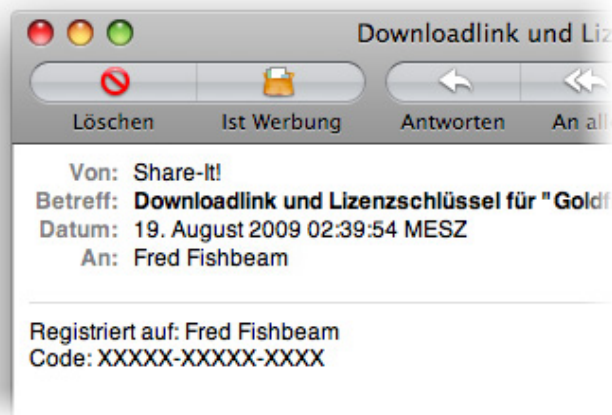 Downloadlink und Liz
Löschen Ist Werbung Antworten An all
Von: Share-It!
Betreff: Downloadlink und Lizenzschlüssel für "Goldf
Datum: 19. August 2009 02:39:54 MESZ
An: Fred Fishbeam
Registriert auf: Fred Fishbeam
Code: XXXXX-XXXXX-XXXX